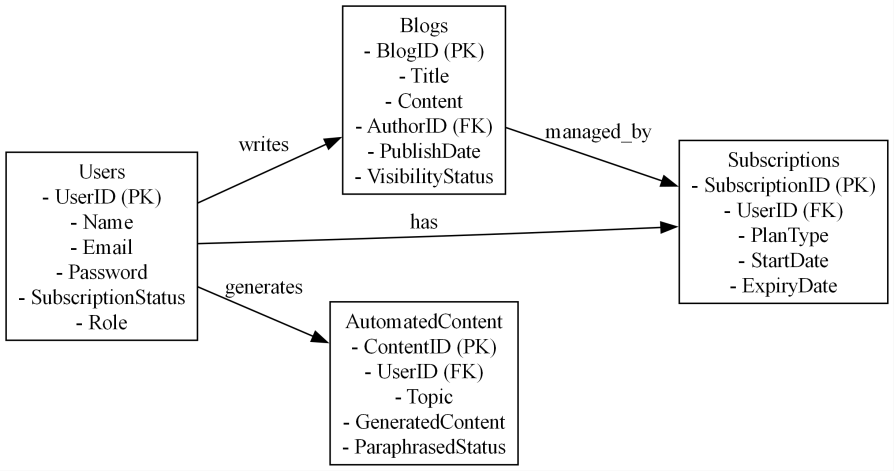 Users
- UserID (PK)
- Name
- Email
- Password
- SubscriptionStatus
- Role
writes
has
generates
Blogs
- BlogID (PK)
- Title
- Content
- AuthorID (FK)
- PublishDate
- VisibilityStatus
managed_by
AutomatedContent
- ContentID (PK)
- UserID (FK)
- Topic
- GeneratedContent
- ParaphrasedStatus
Subscriptions
- SubscriptionID (PK)
- UserID (FK)
- PlanType
- StartDate
- ExpiryDate